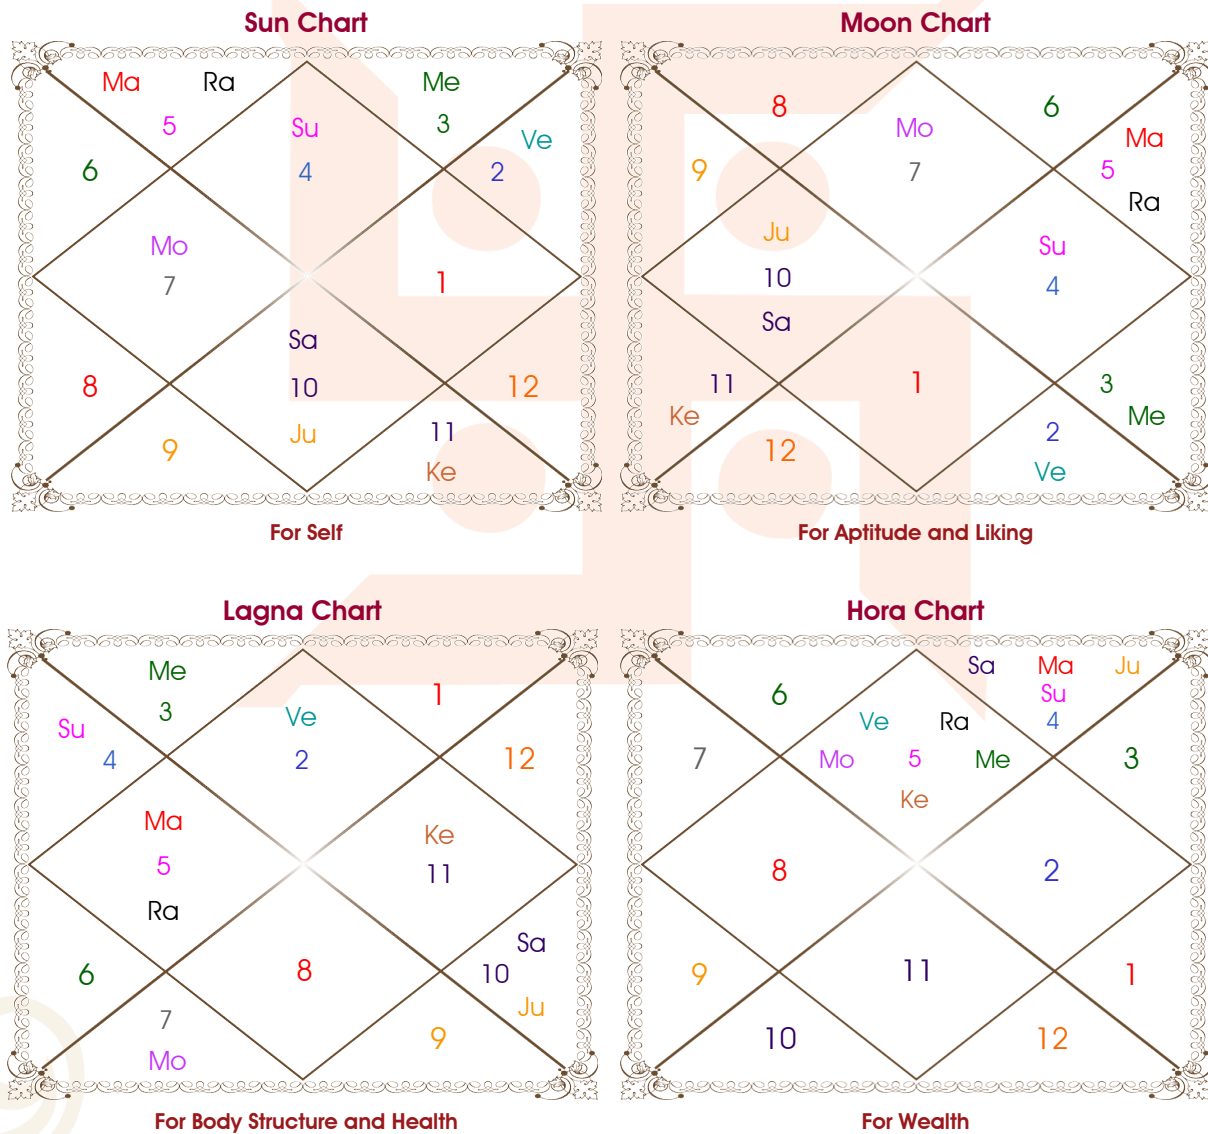 Sun Chart
Ma Ra Su Me
5 4 3 Ve
6 2
Mo
7 1
Sa
8 10 12
9 Ju 11
Ke
For Self
Moon Chart
8 Mo 6
9 7 Ma
5
Ra
Ju Su
10 4
Sa
11 1 3
Ke Me
12 2
Ve
For Aptitude and Liking
Lagna Chart
Me 1
3 Ve
Su
4 2 12
Ma Ke
5 11
Ra
Sa
6 8 10
Ju
7 9
Mo
For Body Structure and Health
Hora Chart
Sa Ma Ju
6 Su
Ve Ra 4
7 Mo 5 Me 3
Ke
8 2
9 11 1
10 12
For Wealth